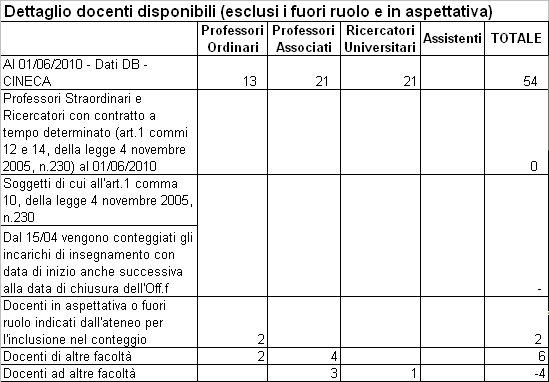 Dettaglio docenti disponibili (esclusi i fuori ruolo e in aspettativa)
Professori Ordinari Professori Associati Ricercatori Universitari Assistenti TOTALE
Al 01/06/2010 - Dati DB -
CINECA 13 21 21 54
Professori Straordinari e
Ricercatori con contratto a
tempo determinato (art.1 commi
12 e 14, della legge 4 novembre
2005, n.230) al 01/06/2010 0
Soggetti di cui all'art.1 comma
10, della legge 4 novembre 2005,
n.230
Dal 15/04 vengono conteggiati gli
incarichi di insegnamento con
data di inizio anche successiva
alla data di chiusura dell'Off.f -
Docenti in aspettativa o fuori
ruolo indicati dall'ateneo per
l'inclusione nel conteggio 2 2
Docenti di altre facoltà 2 4 6
Docenti ad altre facoltà 3 1 -4